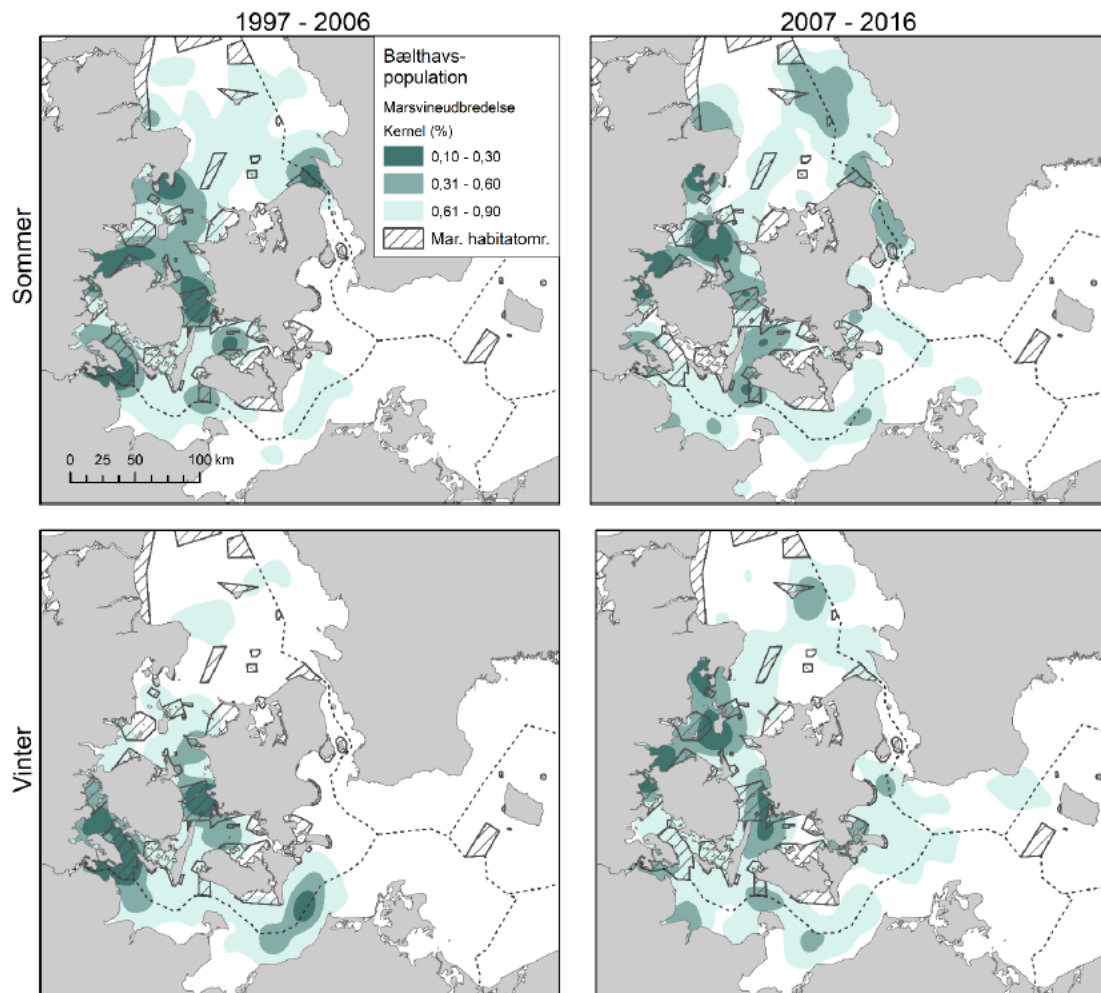 1997 - 2006
2007 - 2016
Sommer
Bælthavs-
population
Marsvineudbredelse
Kernel (%)
0,10 - 0,30
0,31 - 0,60
0,61 - 0,90
Mar. habitatomr.
0 25 50 100 km
Vinter